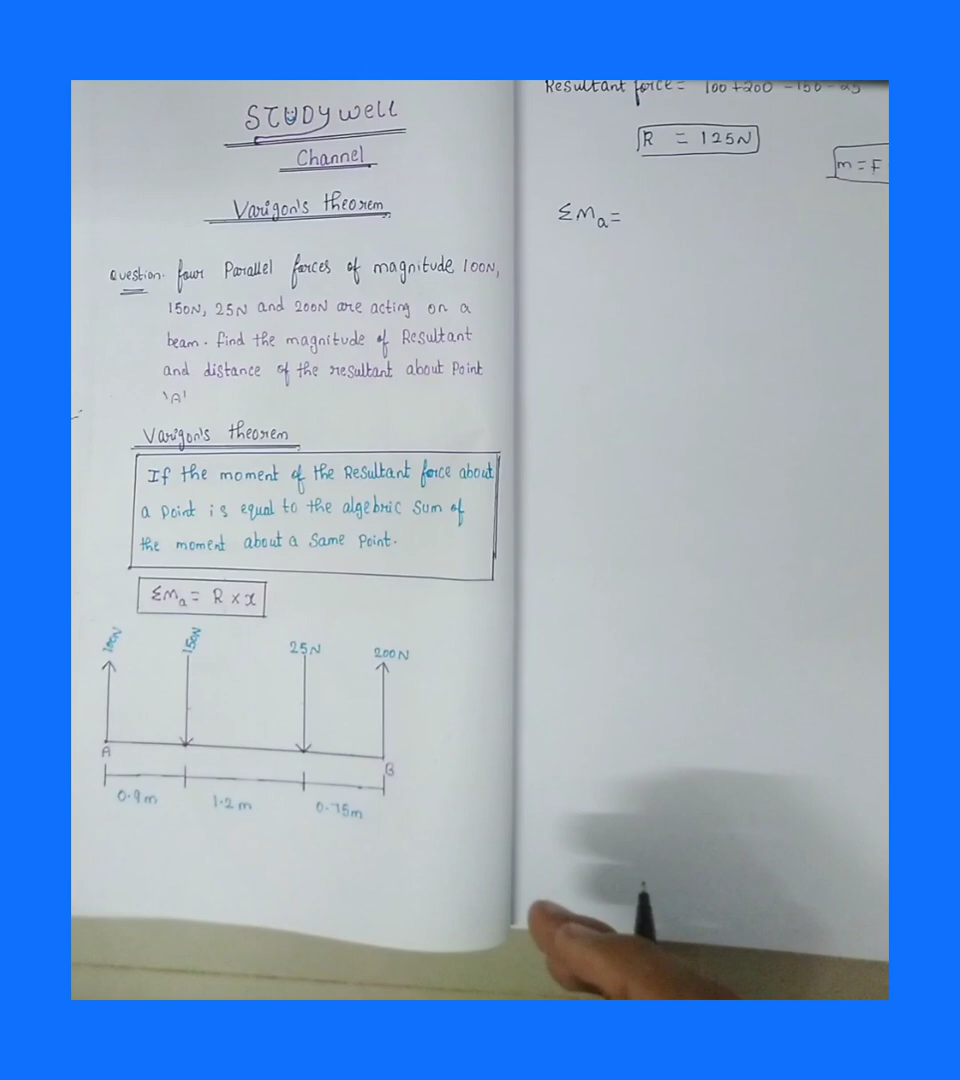 STUDY well
Channel
Varigon's theorem
Question. four Parallel forces of magnitude 100N,
150N, 25N and 200N are acting on a
beam. find the magnitude of Resultant
and distance of the resultant about Point
'A'
Varigon's theorem
If the moment of the Resultant force about
a point is equal to the algebric sum of
the moment about a same point.
ΣMa = R × x
100N 150N 25N 200N
A B
0.9m 1.2m 0.75m
Resultant force = 100 + 200 - 150 - 25
R = 125N
m = F
ΣMa =